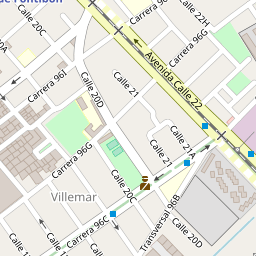 de Fontibón
Calle 20C
Calle 22H
Carrera 96G
Carrera 96I
Avenida Calle 22
Calle 20D
Calle 21
Carrera 96
Carrera 96G
Calle 21A
Calle 21
Villemar
Calle 20C
Carrera 96C
Transversal 96B
Calle 20D
Calle
Calle 1